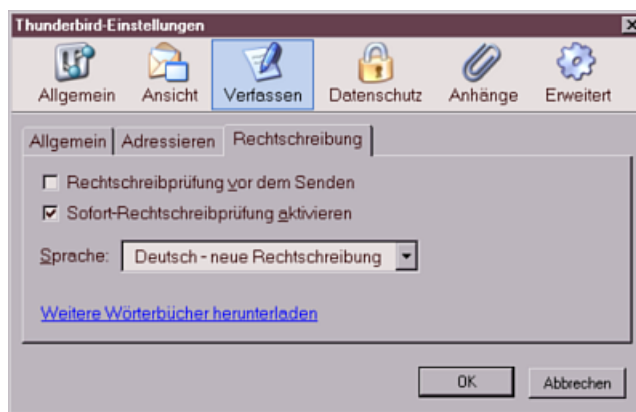 Thunderbird-Einstellungen
Allgemein Ansicht Verfassen Datenschutz Anhänge Erweitert
Allgemein Adressieren Rechtschreibung
Rechtschreibprüfung vor dem Senden
Sofort-Rechtschreibprüfung aktivieren
Sprache: Deutsch - neue Rechtschreibung
Weitere Wörterbücher herunterladen
OK Abbrechen